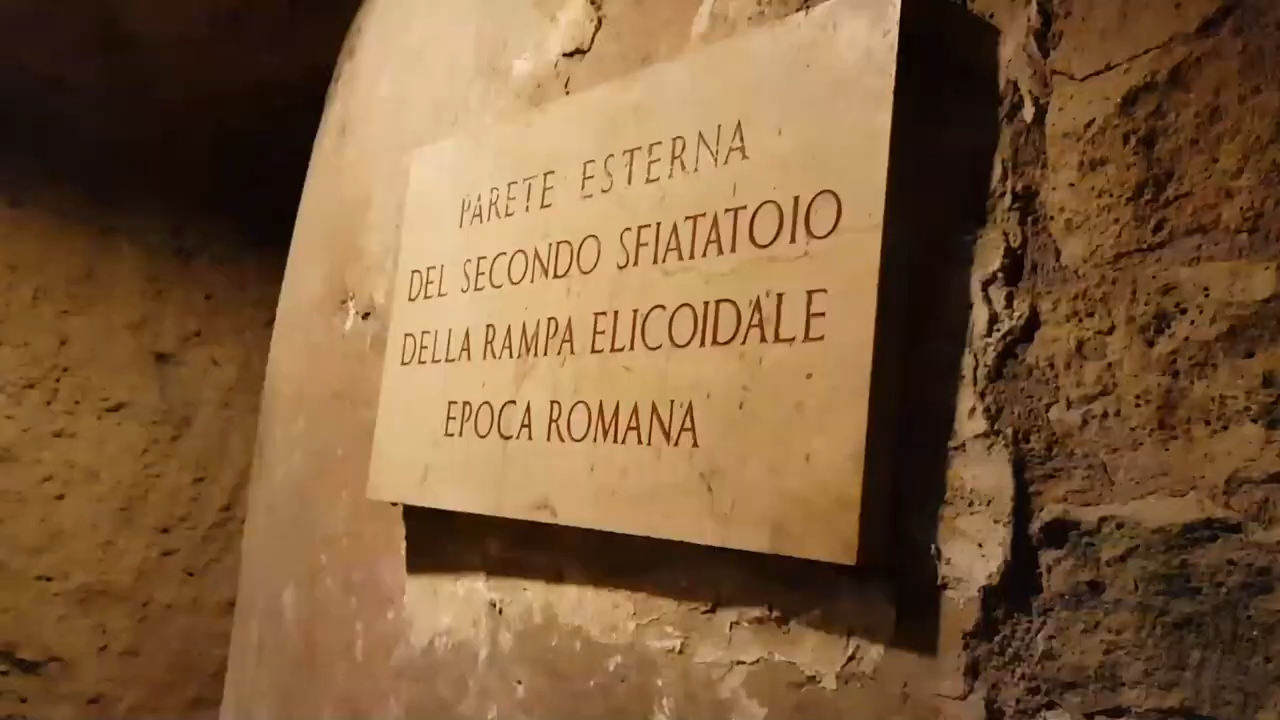 PARETE ESTERNA
DEL SECONDO SFIATATOIO
DELLA RAMPA ELICOIDALE
EPOCA ROMANA